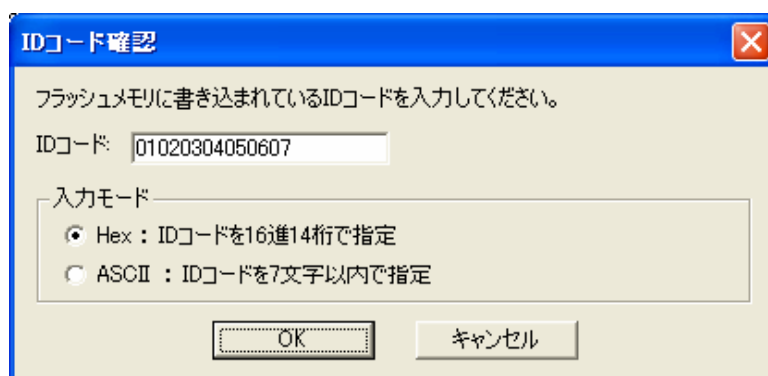 IDコード確認
フラッシュメモリに書き込まれているIDコードを入力してください。
IDコード: 01020304050607
入力モード
Hex : IDコードを16進14桁で指定
ASCII : IDコードを7文字以内で指定
OK キャンセル